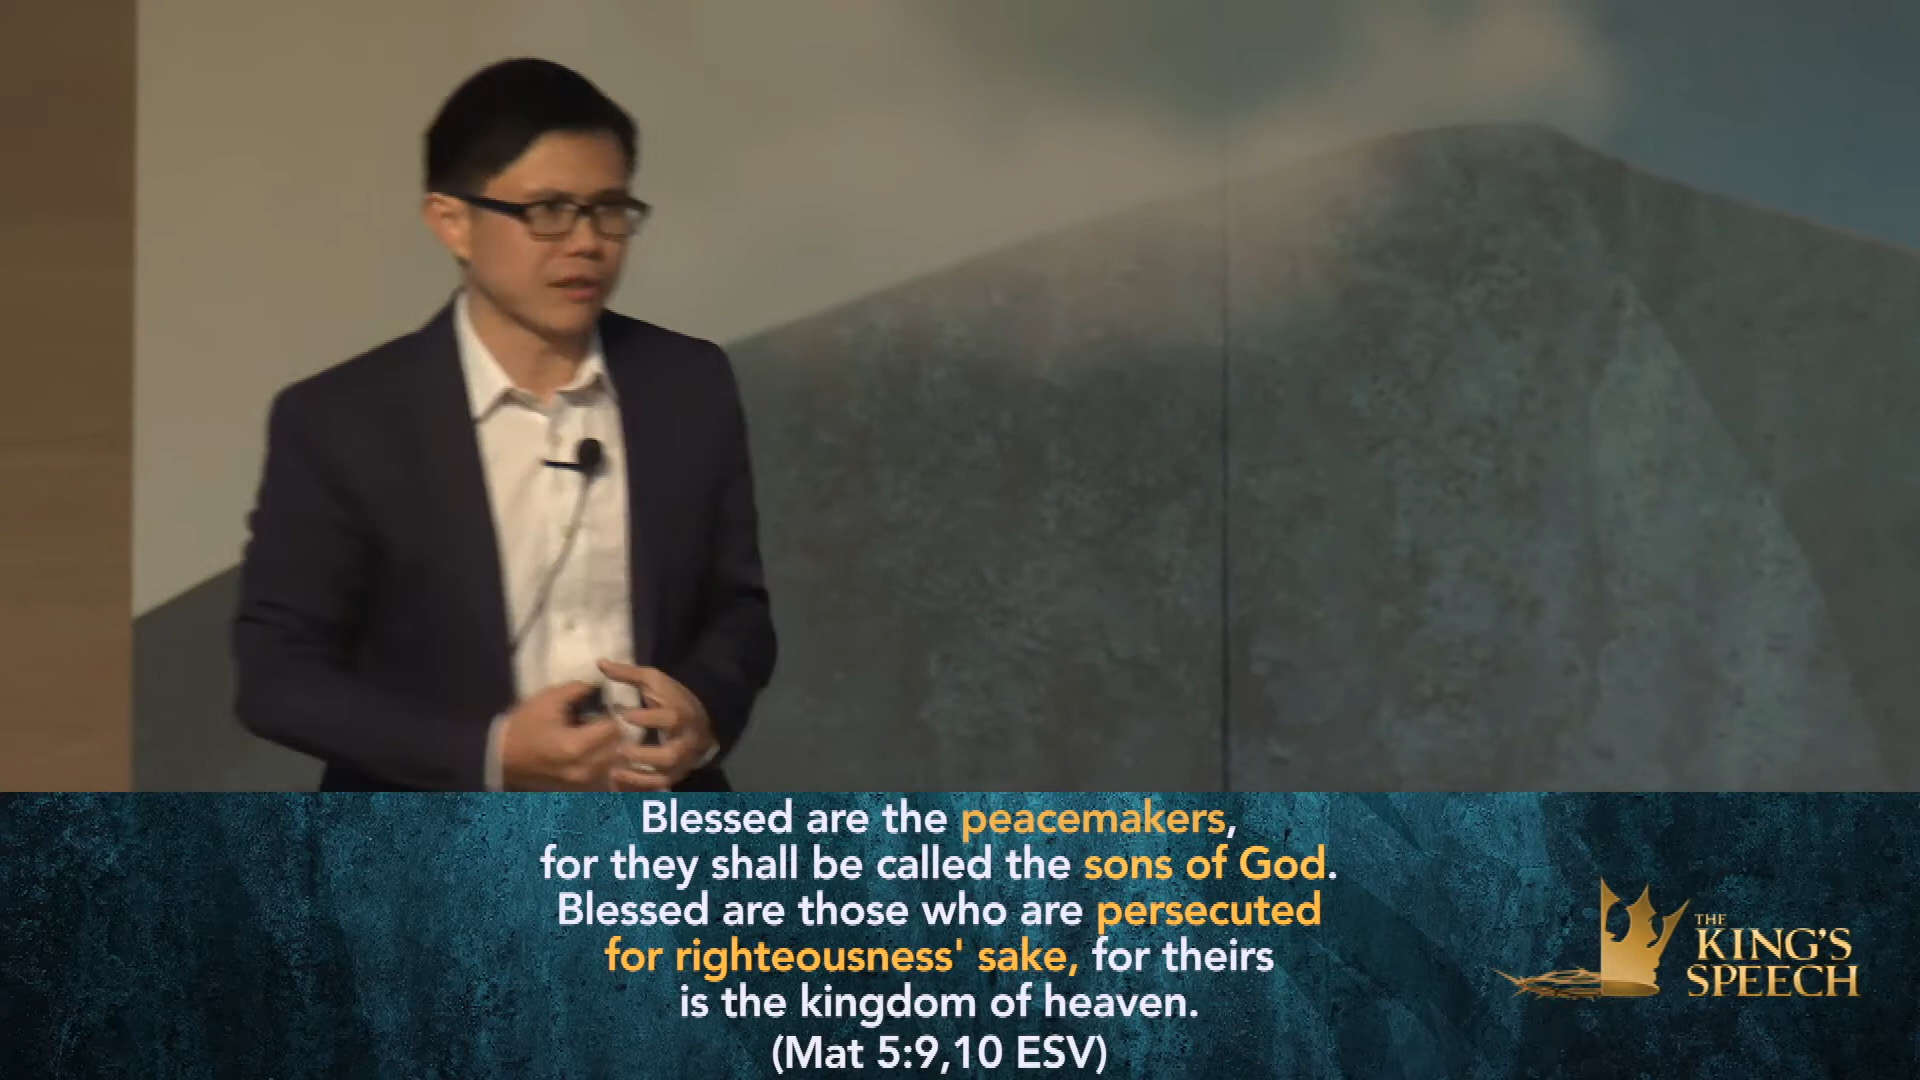 Blessed are the peacemakers,
for they shall be called the sons of God.
Blessed are those who are persecuted
for righteousness' sake, for theirs
is the kingdom of heaven.
(Mat 5:9,10 ESV)
THE
KING'S
SPEECH